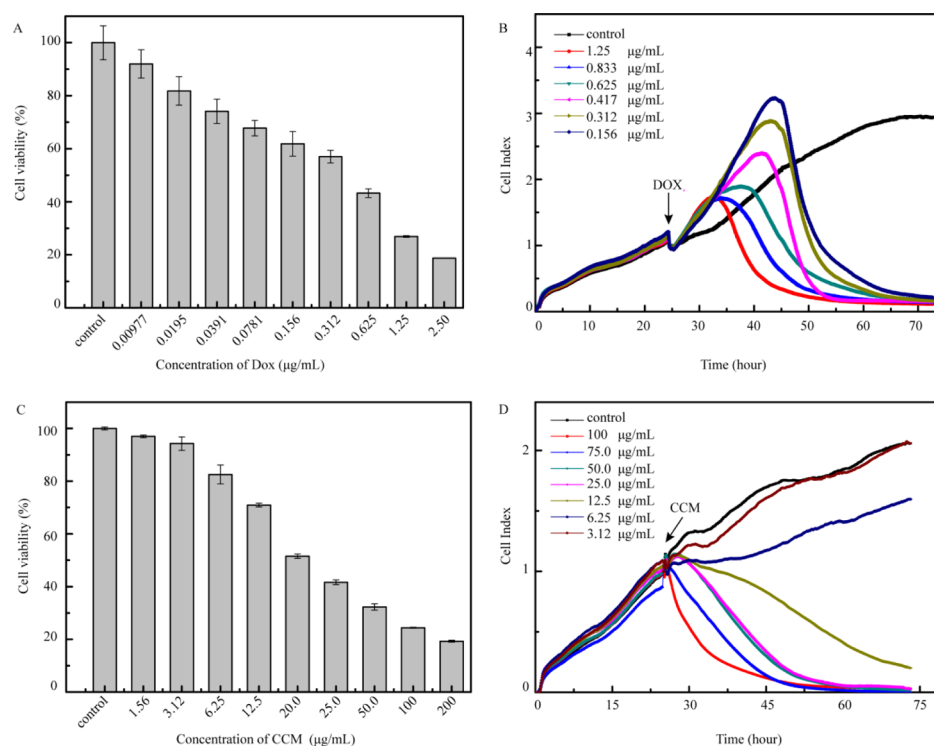 A
Cell viability (%)
100
80
60
40
20
0
control
0.00977
0.0195
0.0391
0.0781
0.156
0.312
0.625
1.25
2.50
Concentration of Dox (μg/mL)
B
Cell Index
4
3
2
1
0
control
1.25 μg/mL
0.833 μg/mL
0.625 μg/mL
0.417 μg/mL
0.312 μg/mL
0.156 μg/mL
DOX
0 10 20 30 40 50 60 70
Time (hour)
C
Cell viability (%)
100
80
60
40
20
0
control
1.56
3.12
6.25
12.5
20.0
25.0
50.0
100
200
Concentration of CCM (μg/mL)
D
Cell Index
2
1
0
control
100 μg/mL
75.0 μg/mL
50.0 μg/mL
25.0 μg/mL
12.5 μg/mL
6.25 μg/mL
3.12 μg/mL
CCM
0 15 30 45 60 75
Time (hour)